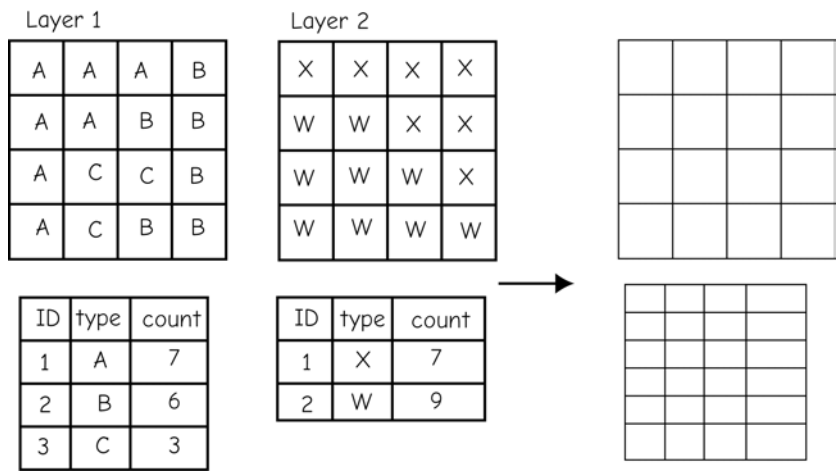 Layer 1
A A A B
A A B B
A C C B
A C B B
Layer 2
X X X X
W W X X
W W W X
W W W W
ID type count
1 A 7
2 B 6
3 C 3
ID type count
1 X 7
2 W 9